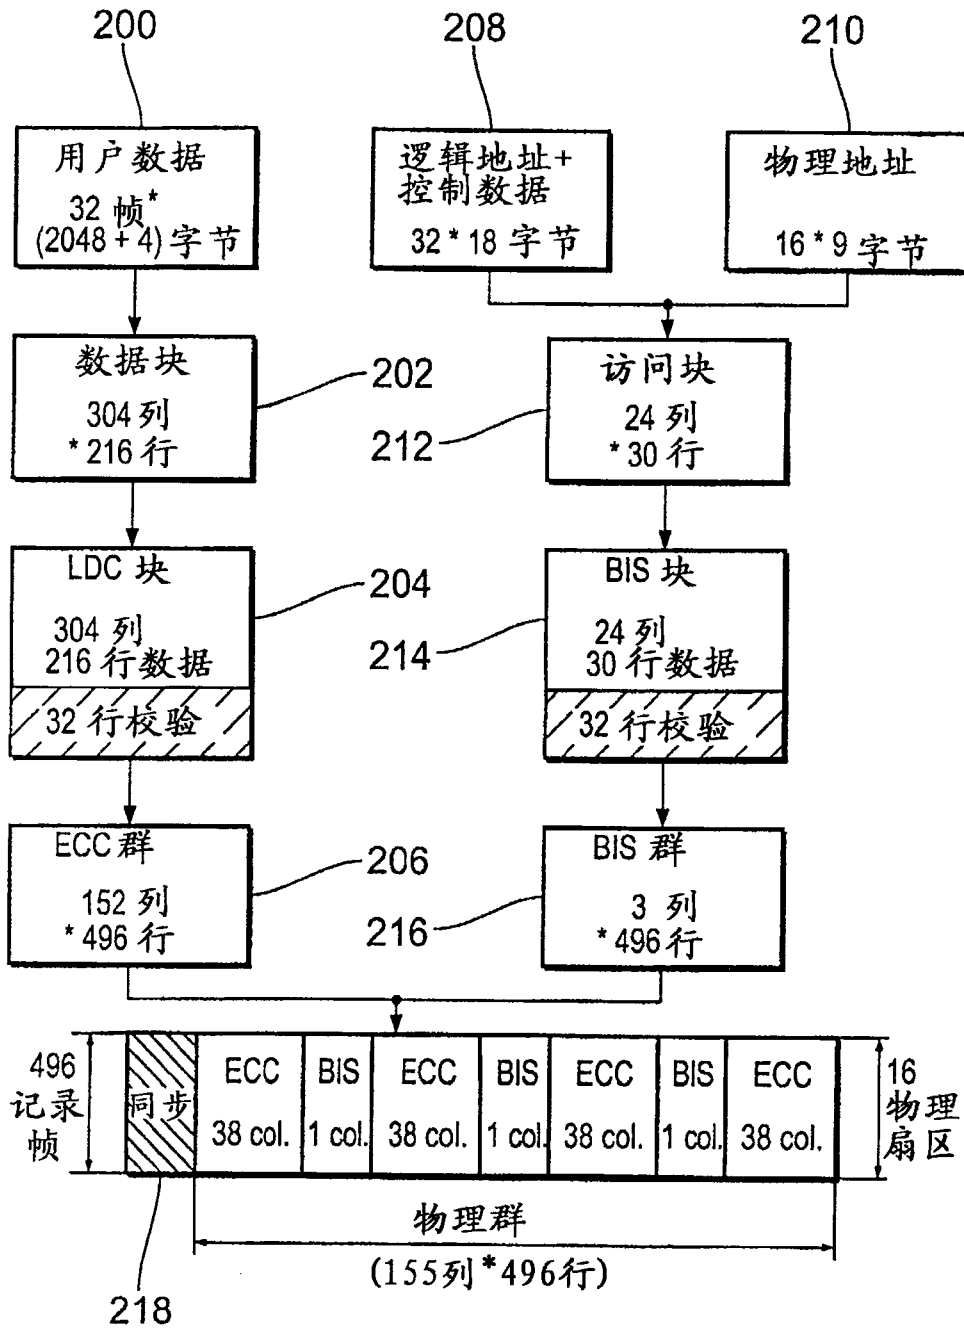 200
208
210
用户数据
32 帧*
(2048 + 4) 字节
逻辑地址+
控制数据
32 * 18 字节
物理地址
16 * 9 字节
数据块
304 列
* 216 行
202
访问块
24 列
* 30 行
212
LDC 块
304 列
216 行数据
32 行校验
204
BIS 块
24 列
30 行数据
32 行校验
214
ECC 群
152 列
* 496 行
206
BIS 群
3 列
* 496 行
216
496
记录
帧
同步
ECC
38 col.
BIS
1 col.
ECC
38 col.
BIS
1 col.
ECC
38 col.
BIS
1 col.
ECC
38 col.
16
物理
扇区
物理群
(155列*496行)
218